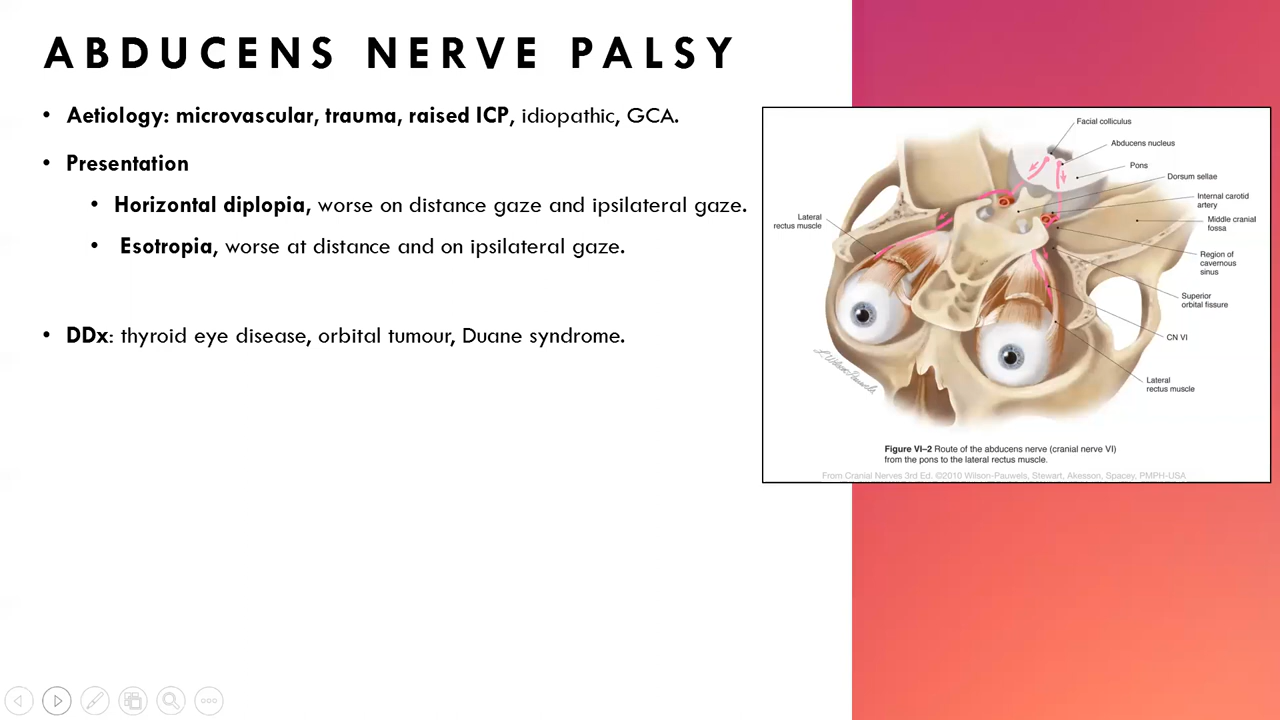 ABDUCENS NERVE PALSY
• Aetiology: microvascular, trauma, raised ICP, idiopathic, GCA.
• Presentation
• Horizontal diplopia, worse on distance gaze and ipsilateral gaze.
• Esotropia, worse at distance and on ipsilateral gaze.
• DDx: thyroid eye disease, orbital tumour, Duane syndrome.
Facial colliculus
Abducens nucleus
Pons
Dorsum sellae
Internal carotid
artery
Middle cranial
fossa
Region of
cavernous
sinus
Superior
orbital fissure
CN VI
Lateral
rectus muscle
Lateral
rectus muscle
L. Wilson-Pauwels
Figure VI–2 Route of the abducens nerve (cranial nerve VI)
from the pons to the lateral rectus muscle.
From Cranial Nerves 3rd Ed. ©2010 Wilson-Pauwels, Stewart, Akesson, Spacey, PMPH-USA